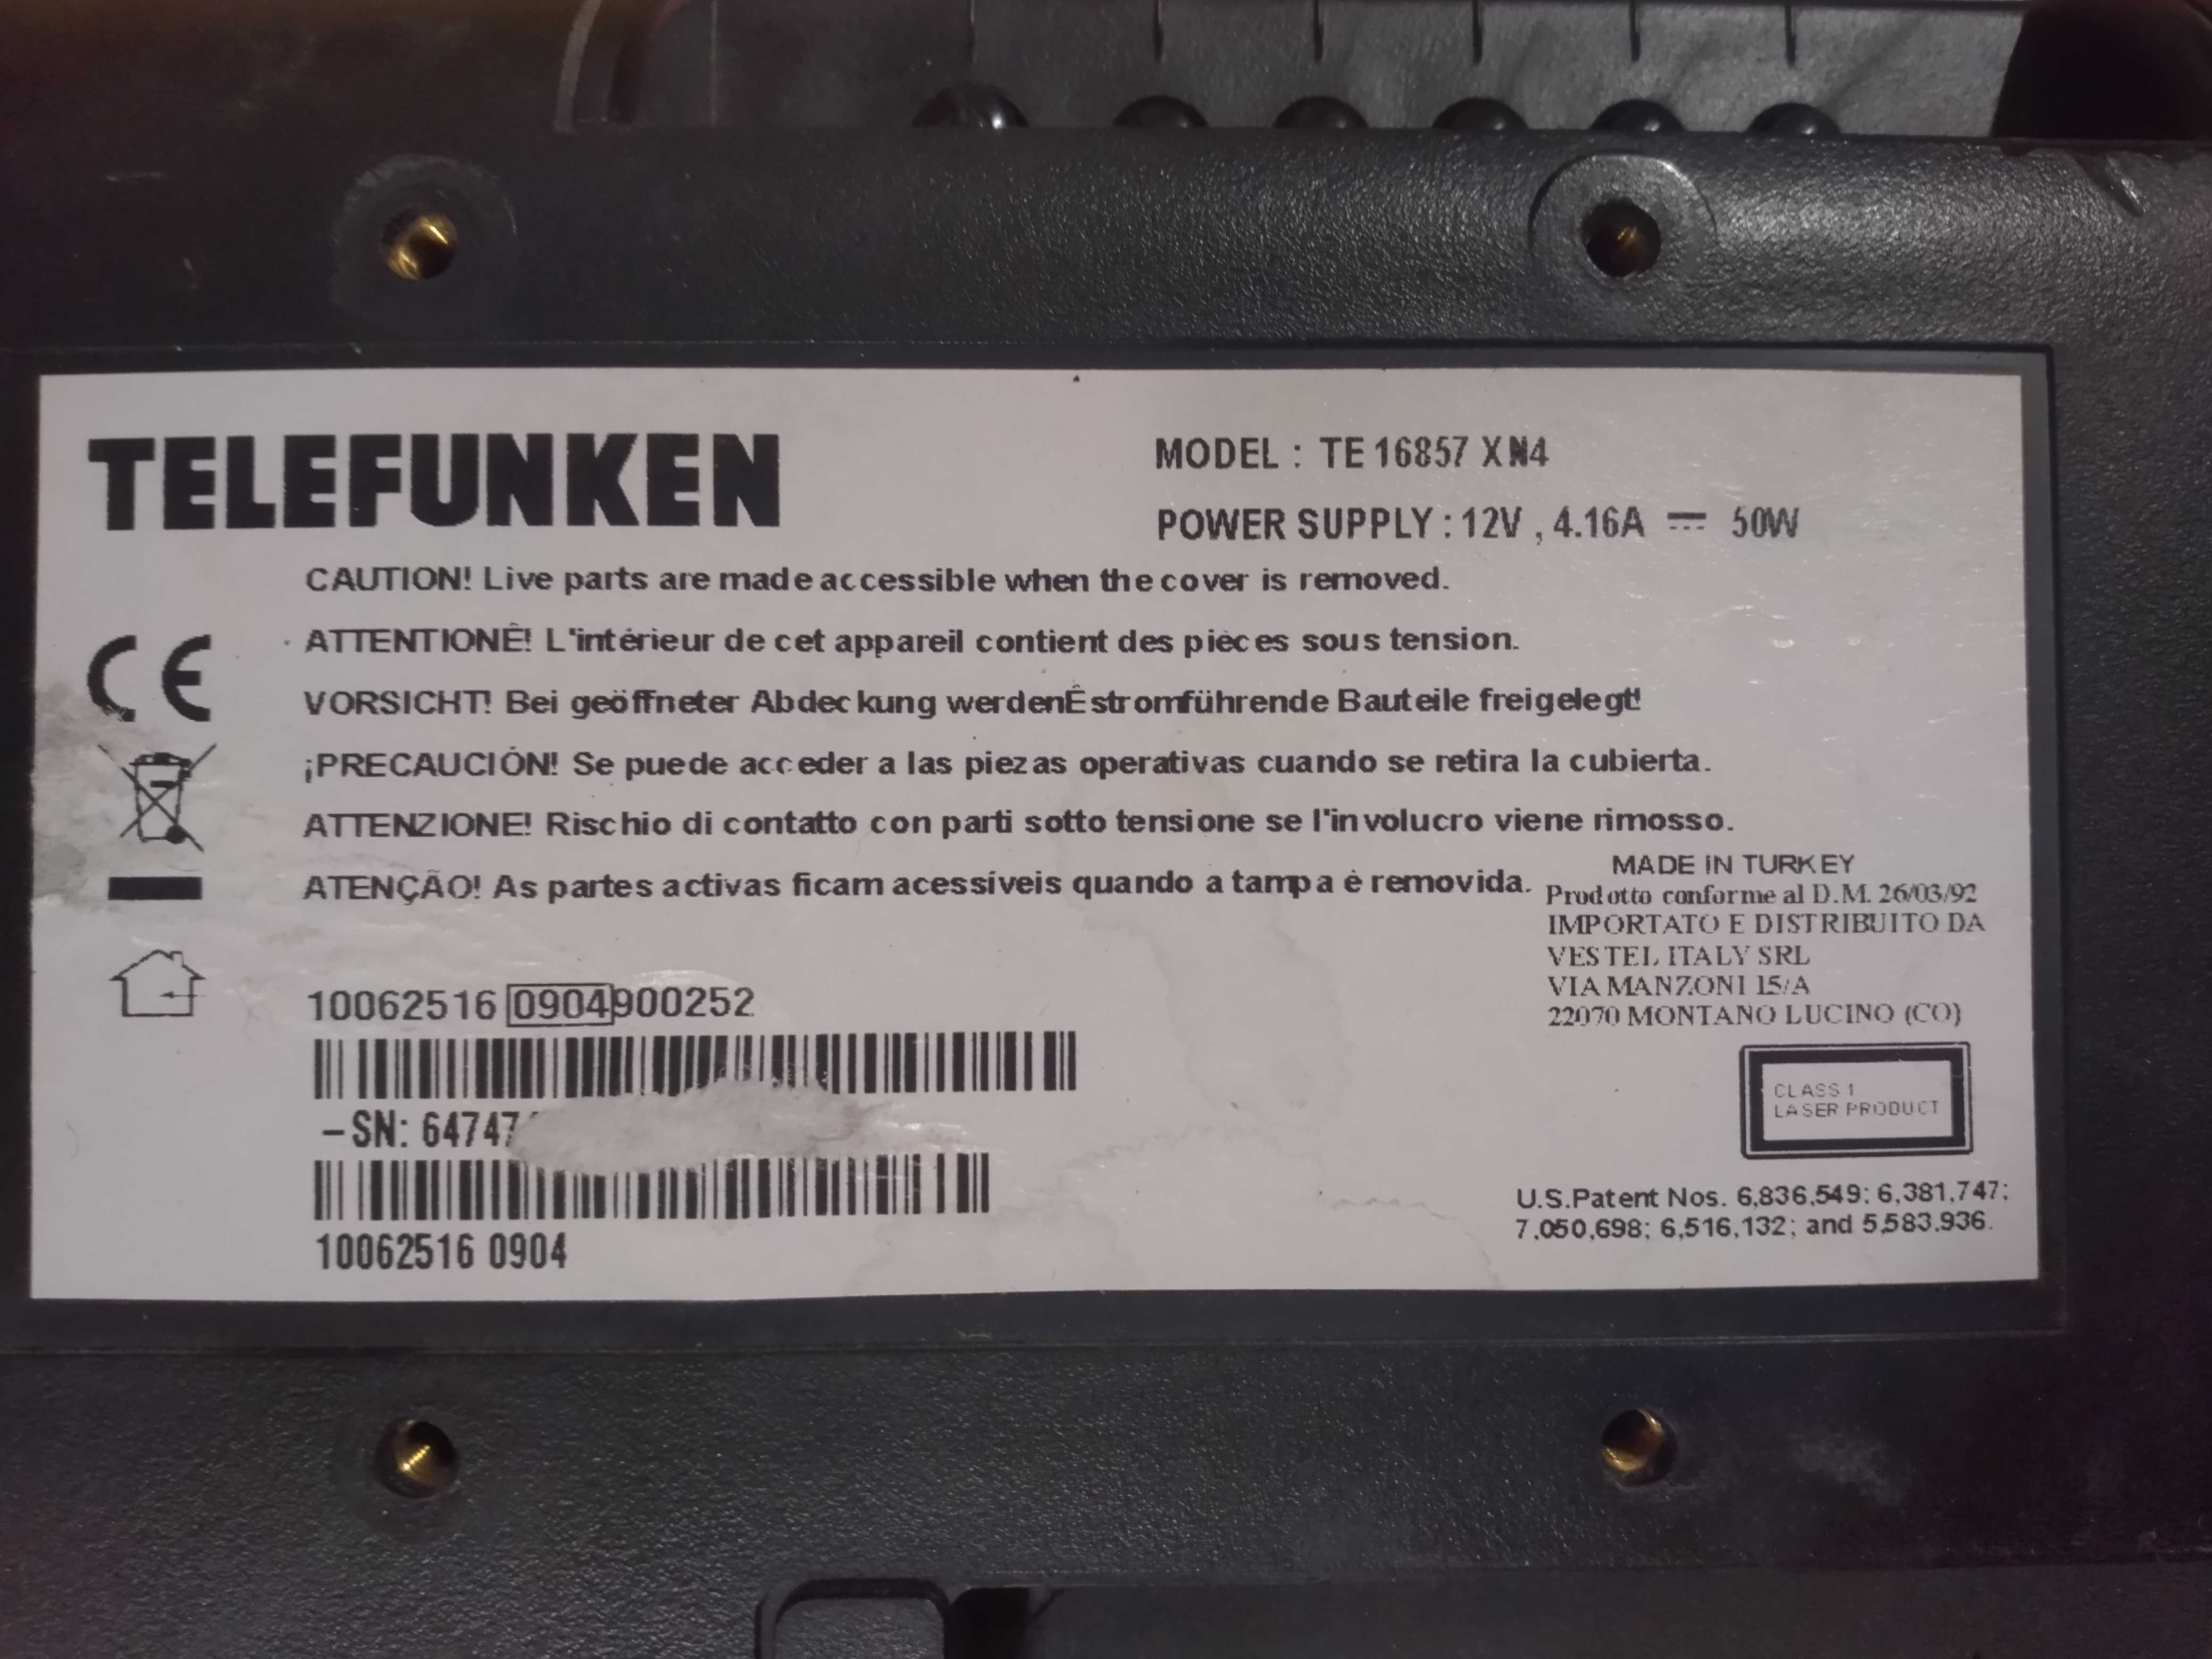 TELEFUNKEN
MODEL : TE 16857 XN4
POWER SUPPLY : 12V , 4.16A ⎓ 50W
CAUTION! Live parts are made accessible when the cover is removed.
ATTENTIONÊ! L'intérieur de cet appareil contient des pièces sous tension.
VORSICHT! Bei geöffneter Abdeckung werdenÊstromführende Bauteile freigelegt!
¡PRECAUCIÓN! Se puede acceder a las piezas operativas cuando se retira la cubierta.
ATTENZIONE! Rischio di contatto con parti sotto tensione se l'involucro viene rimosso.
ATENÇÃO! As partes activas ficam acessíveis quando a tampa è removida.
CE
MADE IN TURKEY
Prodotto conforme al D.M. 26/03/92
IMPORTATO E DISTRIBUITO DA
VESTEL ITALY SRL
VIA MANZONI 15/A
22070 MONTANO LUCINO (CO)
10062516 0904900252
-SN: 64747
10062516 0904
CLASS 1
LASER PRODUCT
U.S.Patent Nos. 6,836,549; 6,381,747;
7,050,698; 6,516,132; and 5,583,936.